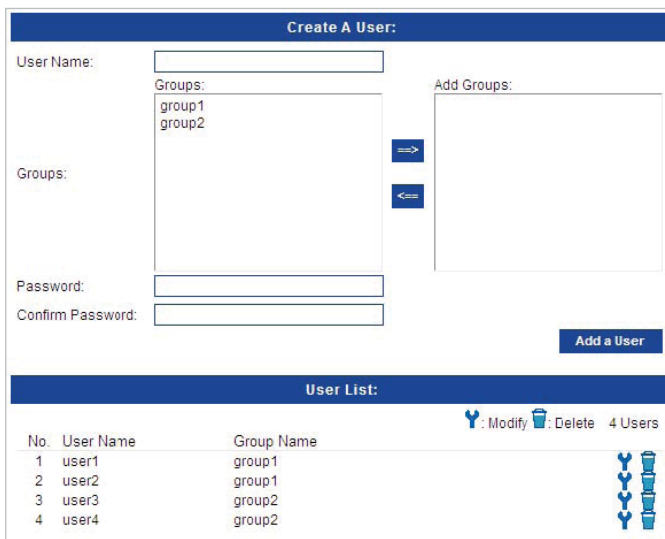 Create A User:
User Name:
Groups: Add Groups:
group1
group2
==>
Groups:
<==
Password:
Confirm Password:
Add a User
User List:
: Modify : Delete 4 Users
No. User Name Group Name
1 user1 group1
2 user2 group1
3 user3 group2
4 user4 group2